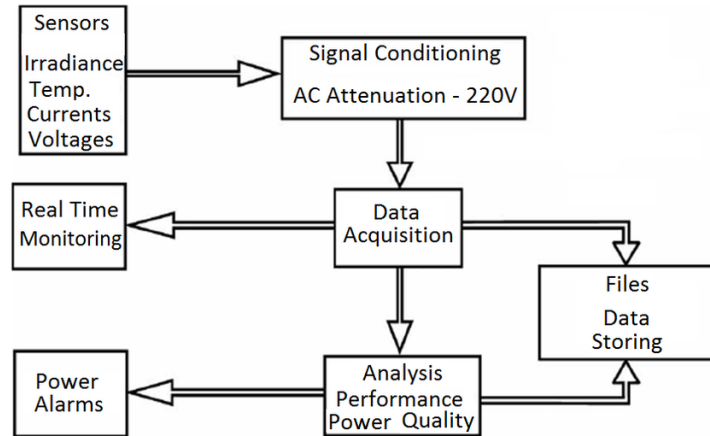 Sensors
Irradiance
Temp.
Currents
Voltages
Signal Conditioning
AC Attenuation - 220V
Real Time
Monitoring
Data
Acquisition
Files
Data
Storing
Power
Alarms
Analysis
Performance
Power Quality